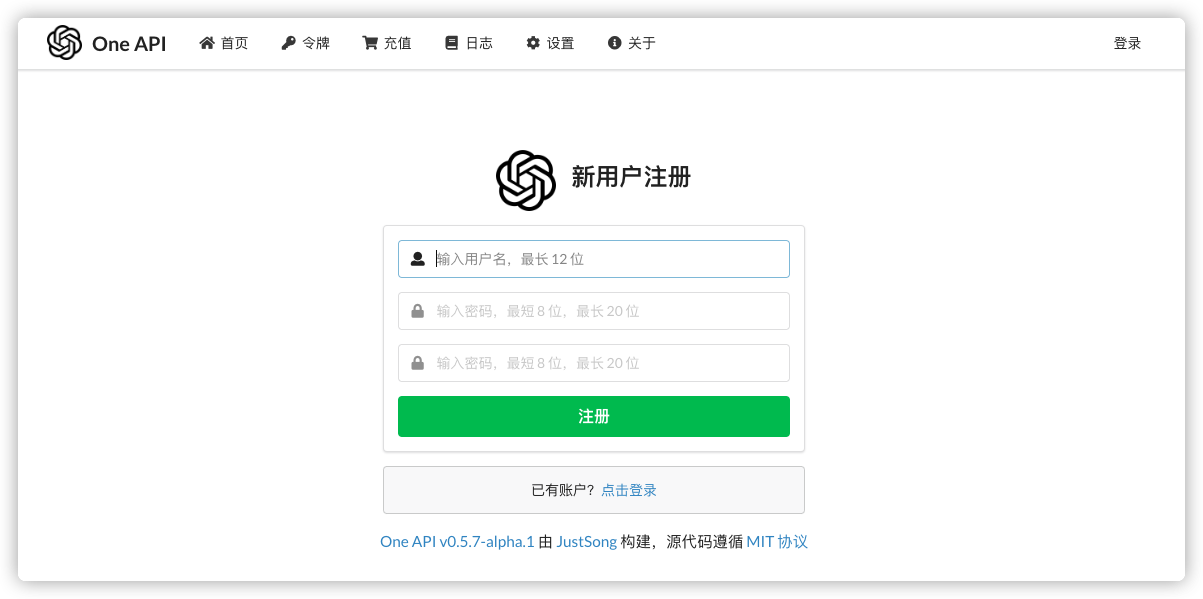 One API 首页 令牌 充值 日志 设置 关于 登录
新用户注册
输入用户名，最长 12 位
输入密码，最短 8 位，最长 20 位
输入密码，最短 8 位，最长 20 位
注册
已有账户？点击登录
One API v0.5.7-alpha.1 由 JustSong 构建，源代码遵循 MIT 协议